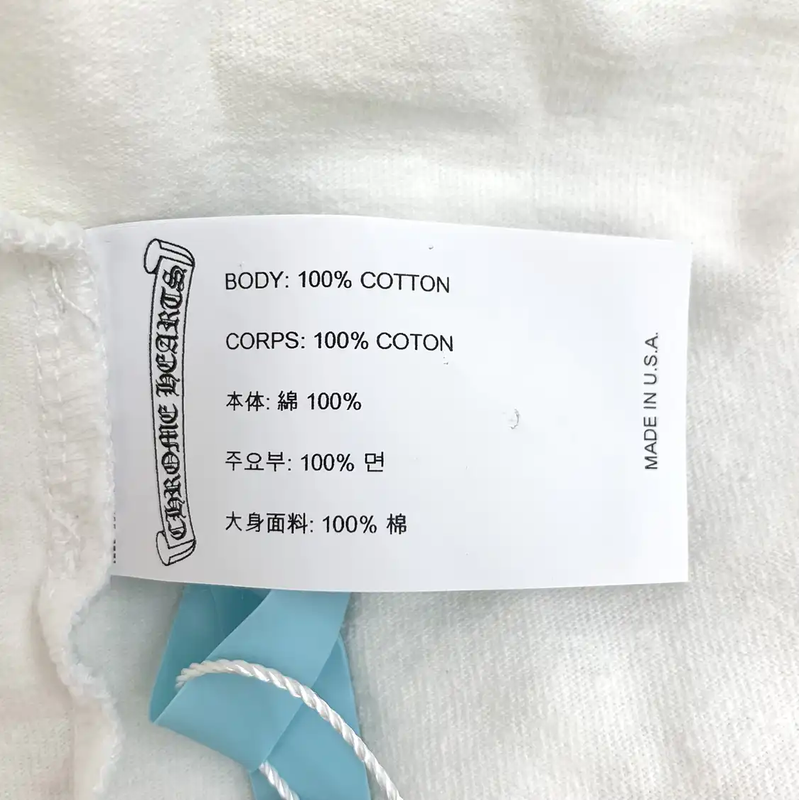 CHROME HEARTS
BODY: 100% COTTON
CORPS: 100% COTON
本体: 綿 100%
주요부: 100% 면
大身面料: 100% 棉
MADE IN U.S.A.